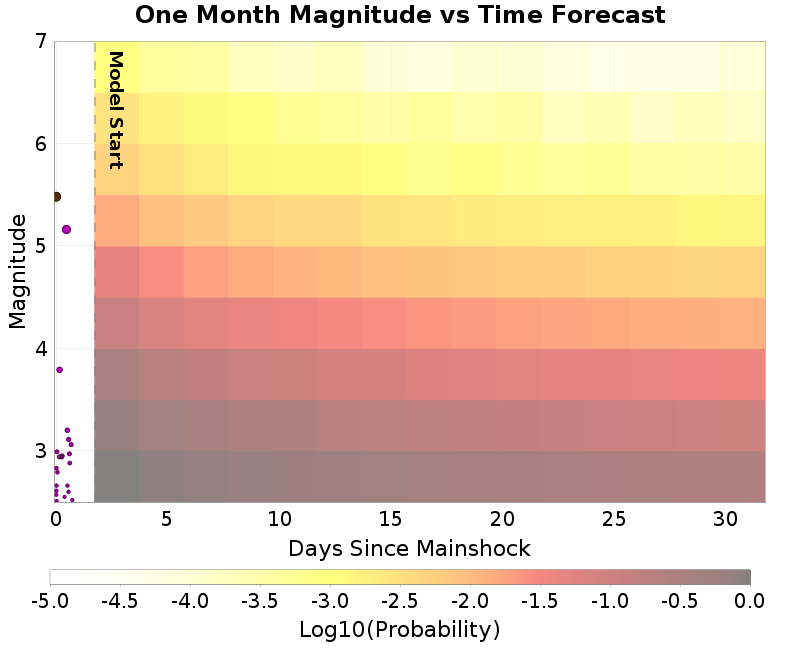 One Month Magnitude vs Time Forecast
7
6
5
4
3
Magnitude
Model Start
0 5 10 15 20 25 30
Days Since Mainshock
-5.0 -4.5 -4.0 -3.5 -3.0 -2.5 -2.0 -1.5 -1.0 -0.5 0.0
Log10(Probability)